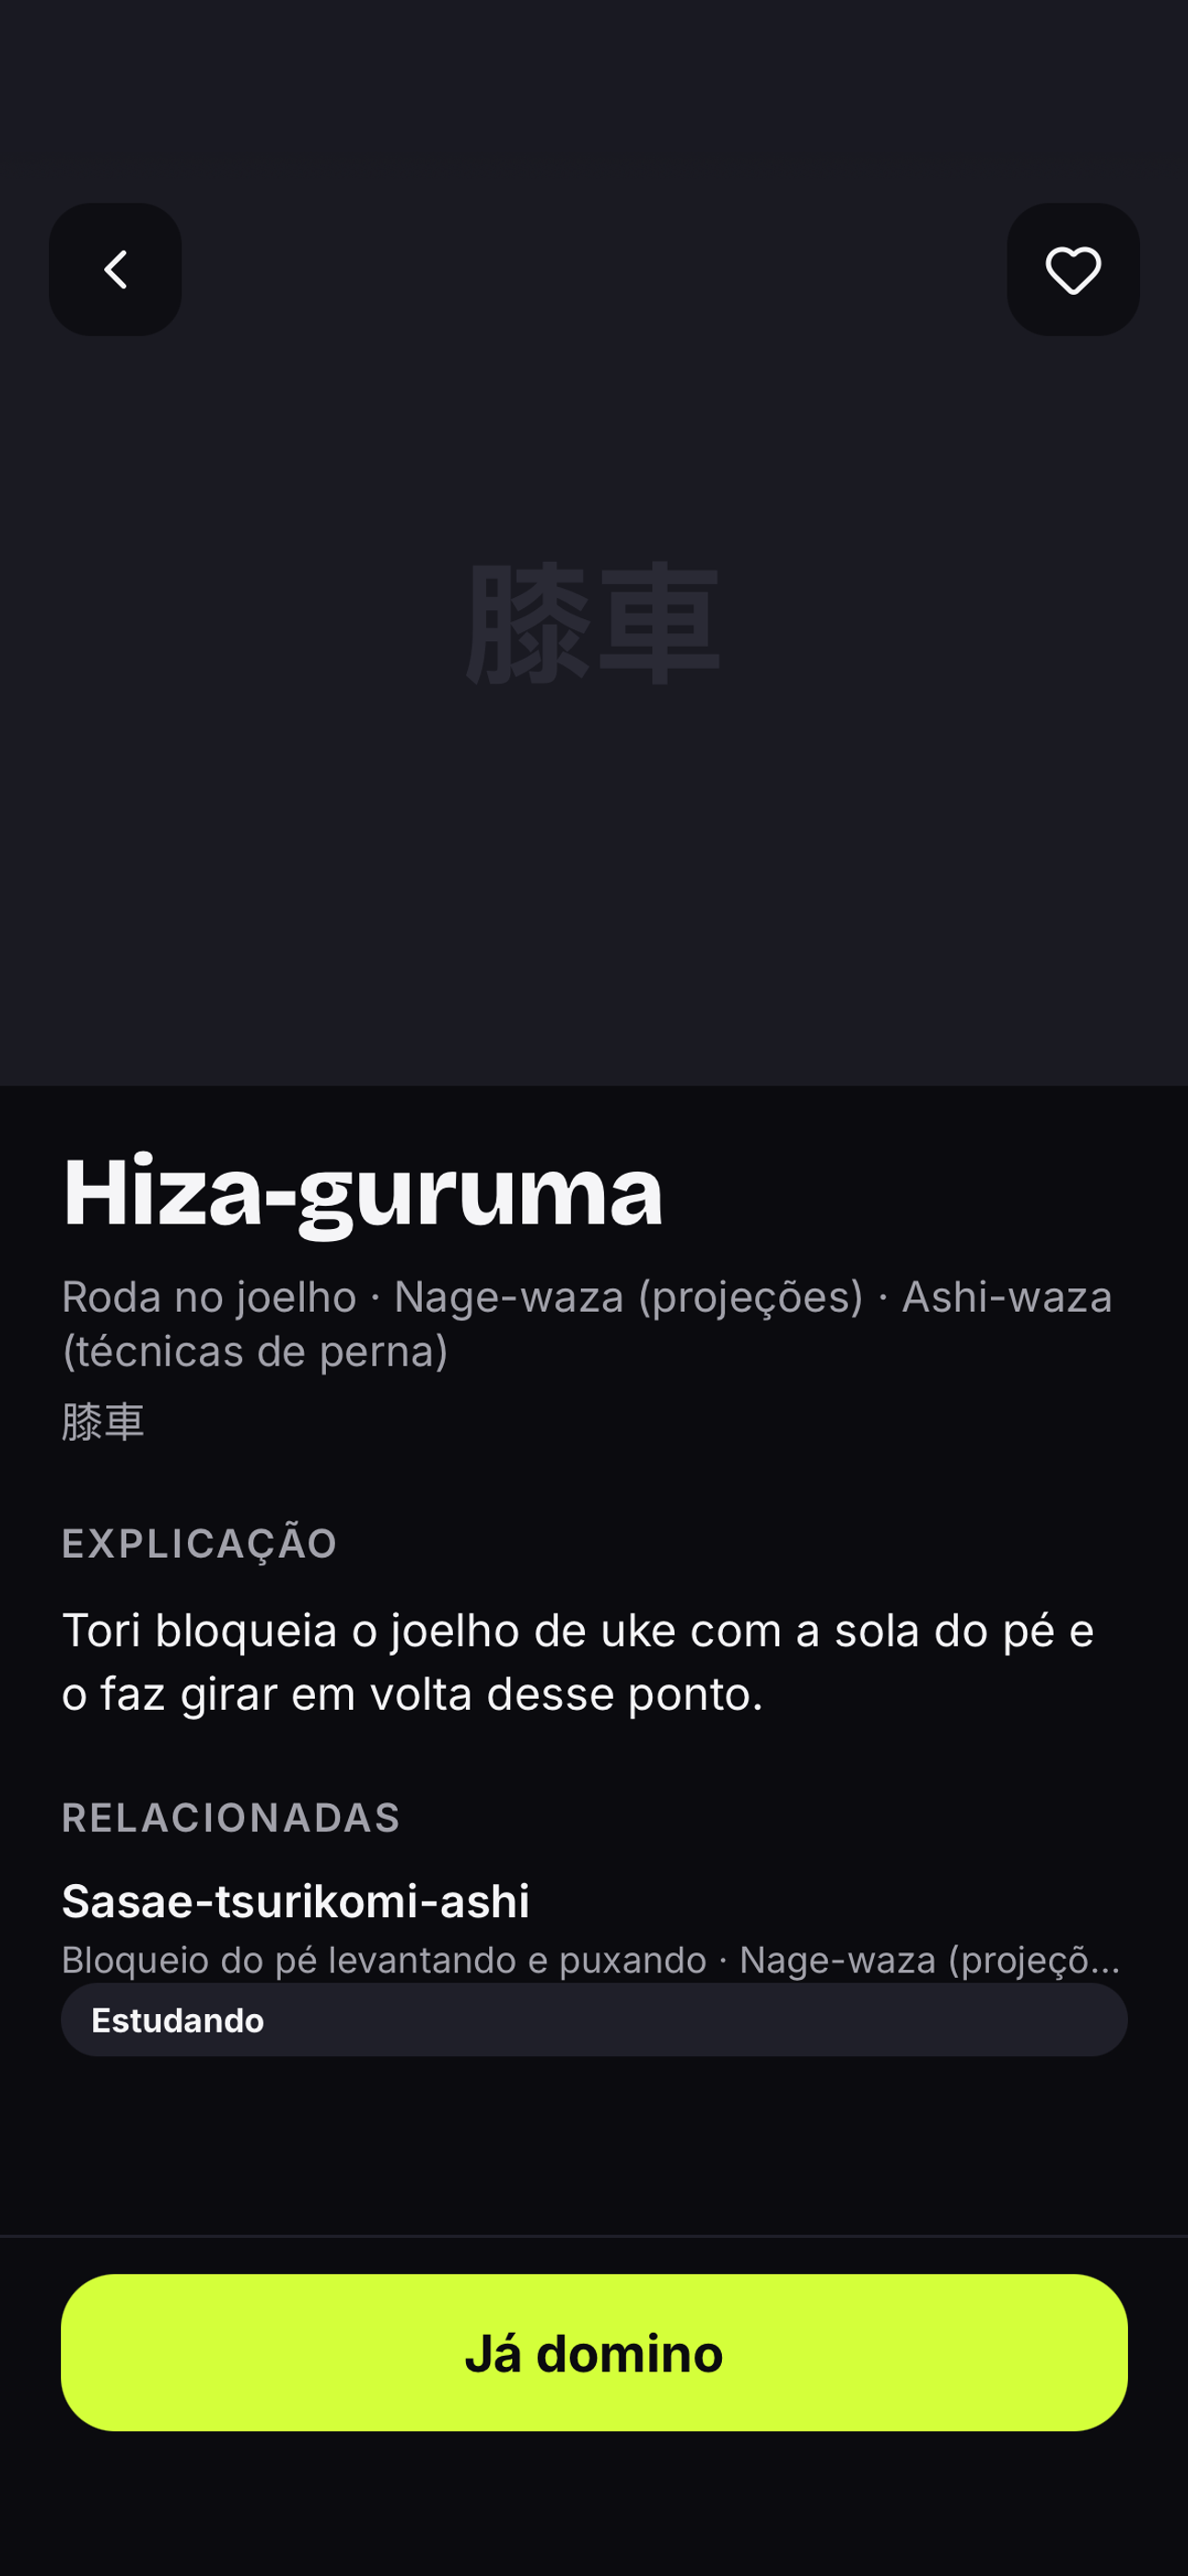 膝車
Hiza-guruma
Roda no joelho · Nage-waza (projeções) · Ashi-waza
(técnicas de perna)
膝車
EXPLICAÇÃO
Tori bloqueia o joelho de uke com a sola do pé e
o faz girar em volta desse ponto.
RELACIONADAS
Sasae-tsurikomi-ashi
Bloqueio do pé levantando e puxando · Nage-waza (projeçõ...
Estudando
Já domino